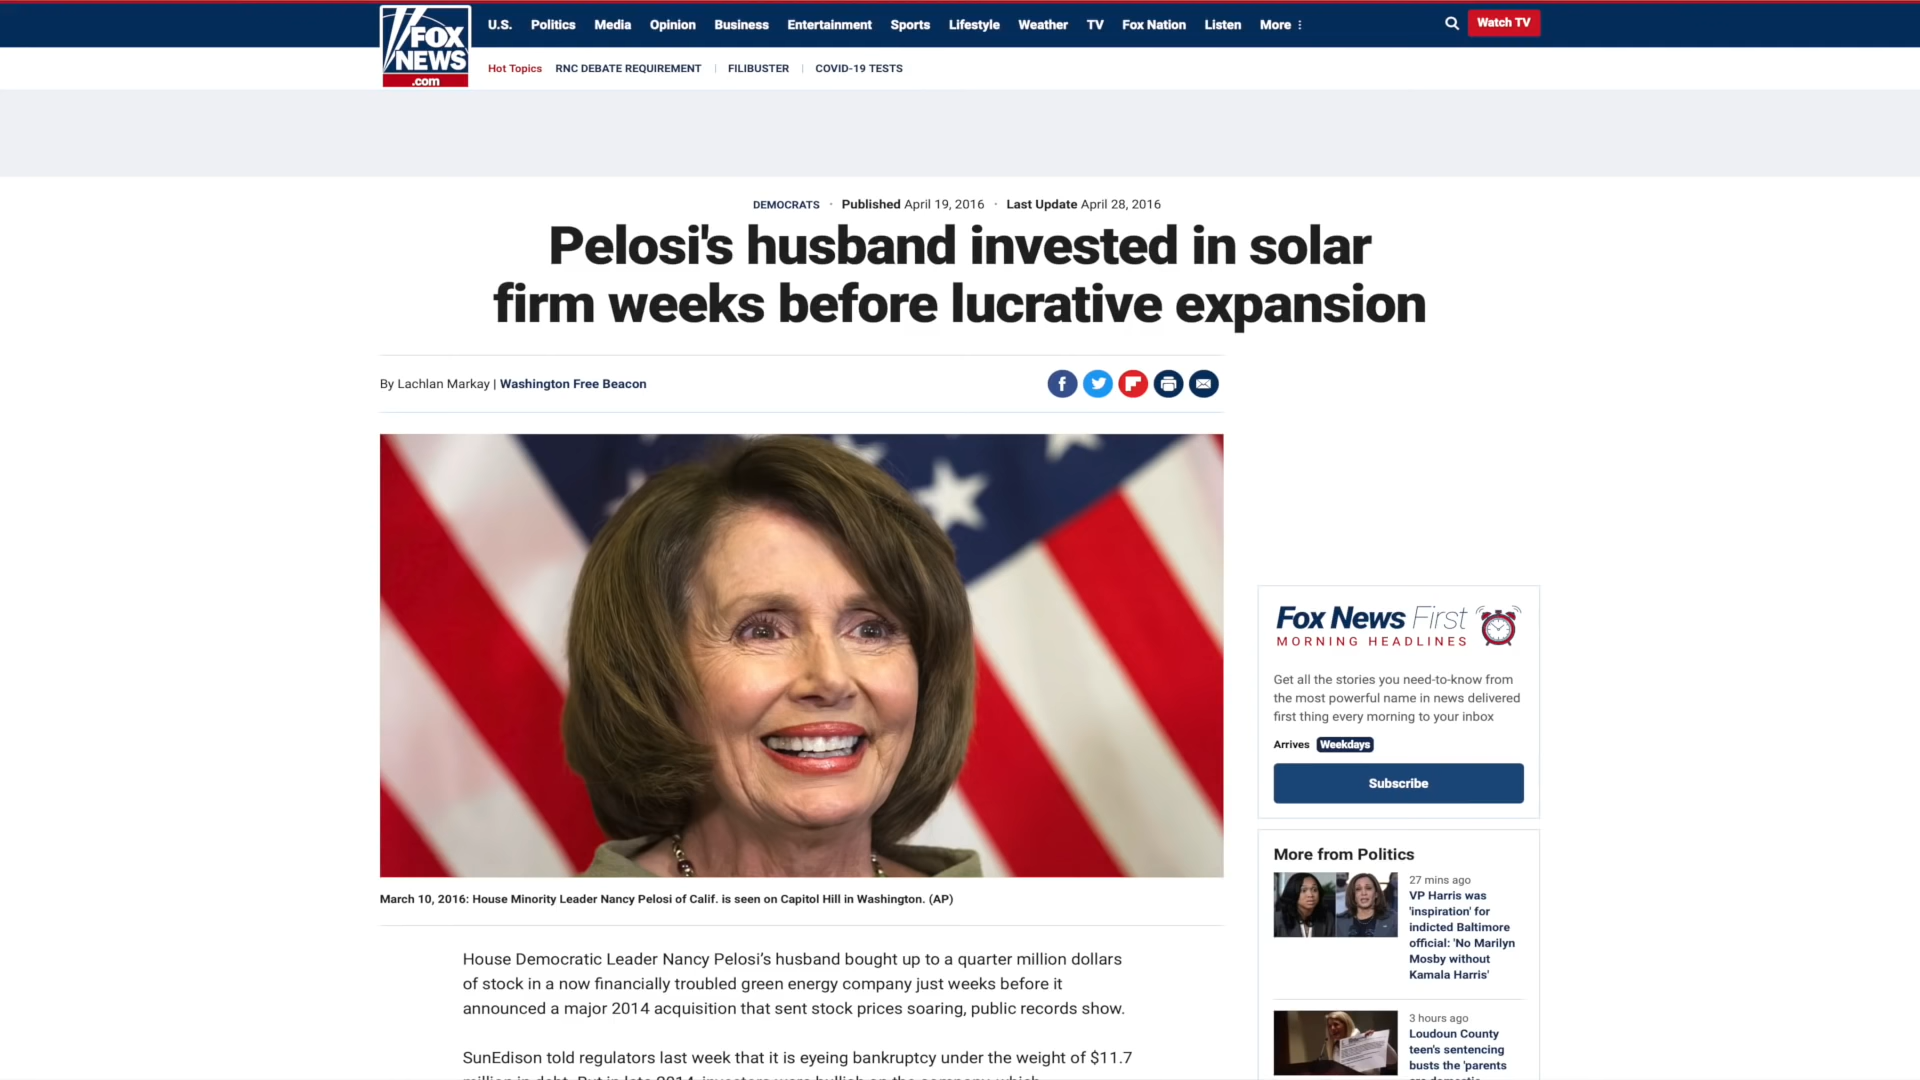 U.S. Politics Media Opinion Business Entertainment Sports Lifestyle Weather TV Fox Nation Listen More
Watch TV
FOX
NEWS
.com
Hot Topics RNC DEBATE REQUIREMENT FILIBUSTER COVID-19 TESTS
DEMOCRATS · Published April 19, 2016 · Last Update April 28, 2016
Pelosi's husband invested in solar
firm weeks before lucrative expansion
By Lachlan Markay | Washington Free Beacon
March 10, 2016: House Minority Leader Nancy Pelosi of Calif. is seen on Capitol Hill in Washington. (AP)
House Democratic Leader Nancy Pelosi’s husband bought up to a quarter million dollars
of stock in a now financially troubled green energy company just weeks before it
announced a major 2014 acquisition that sent stock prices soaring, public records show.
SunEdison told regulators last week that it is eyeing bankruptcy under the weight of $11.7
Fox News First
MORNING HEADLINES
Get all the stories you need-to-know from
the most powerful name in news delivered
first thing every morning to your inbox
Arrives Weekdays
Subscribe
More from Politics
27 mins ago
VP Harris was
'inspiration' for
indicted Baltimore
official: 'No Marilyn
Mosby without
Kamala Harris'
3 hours ago
Loudoun County
teen's sentencing
busts the 'parents